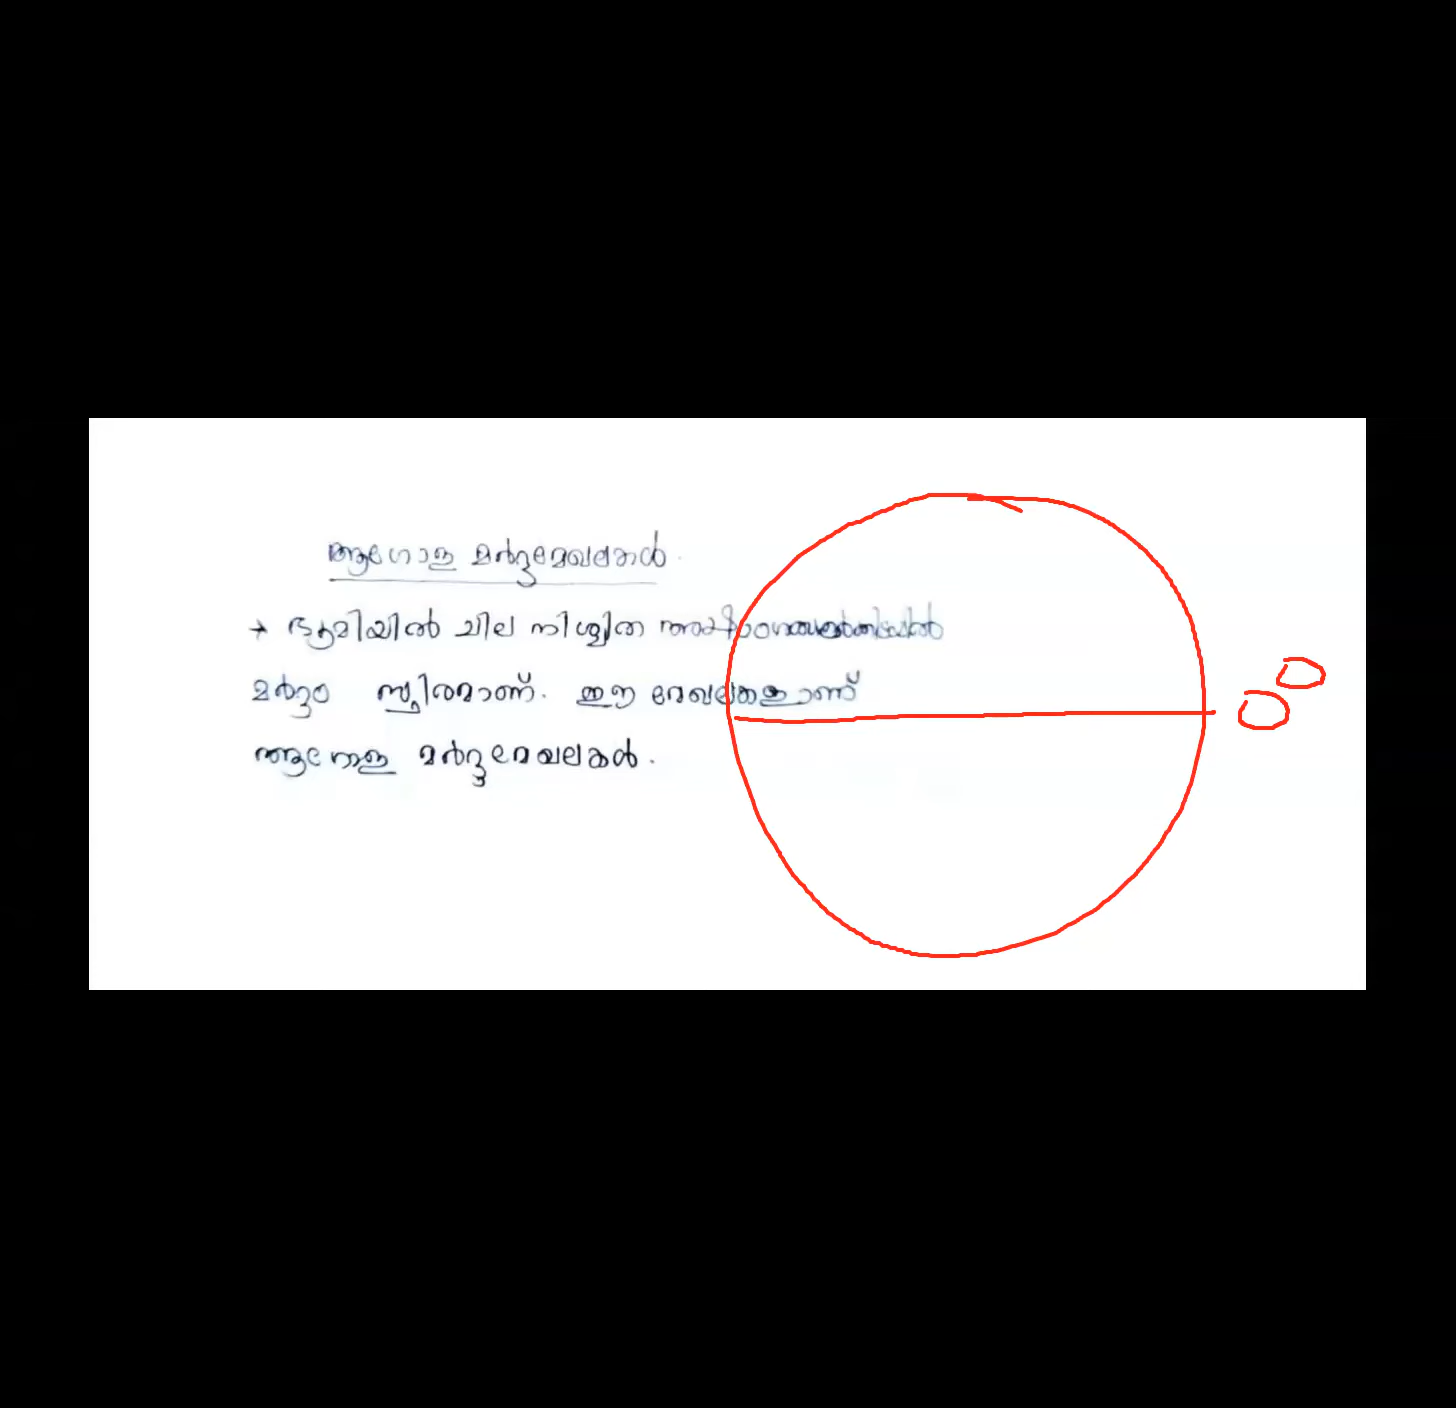 ആഗോള മർദ്ദമേഖലകൾ.
→ ഭൂമിയിൽ ചില നിശ്ചിത
മർദ്ദം സ്ഥിരമാണ്. ഈ മേഖലകളാണ്
ആഗോള മർദ്ദമേഖലകൾ.
0°